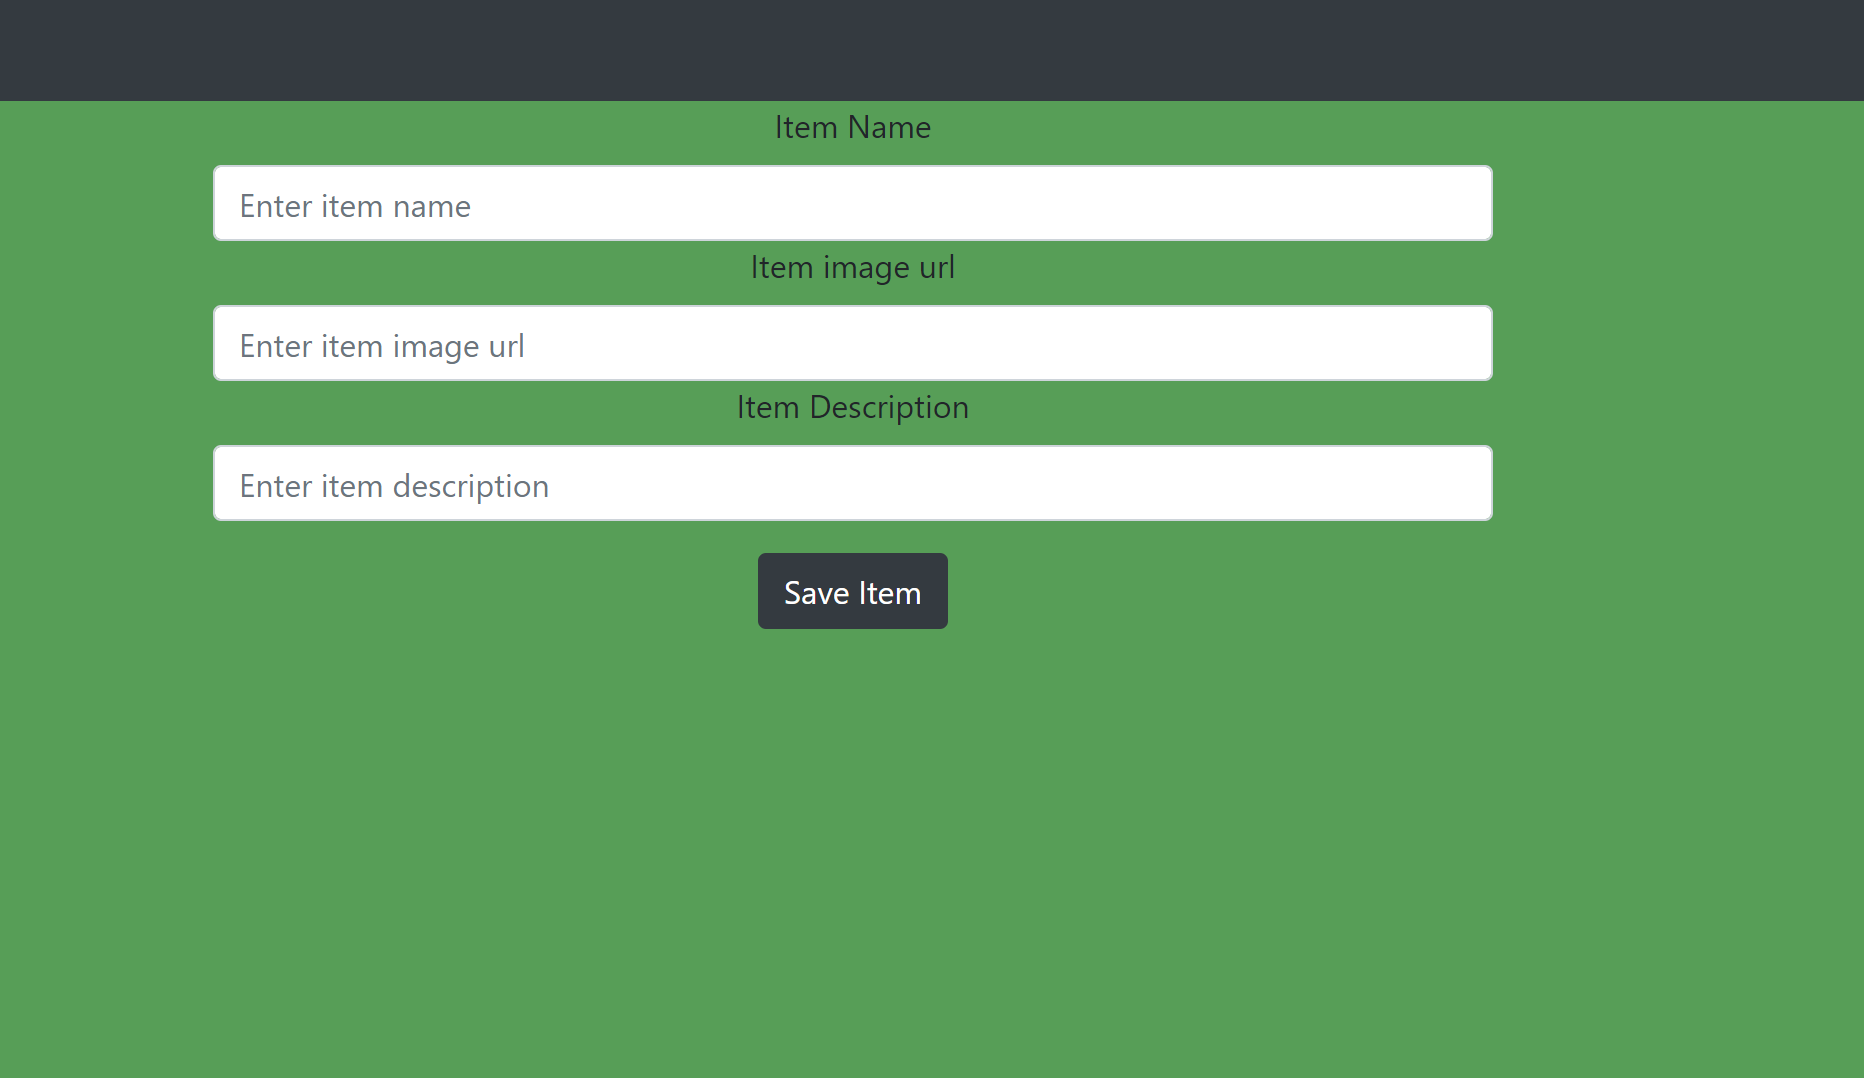 Item Name
Enter item name
Item image url
Enter item image url
Item Description
Enter item description
Save Item